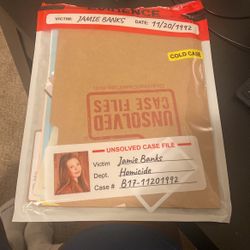 EVIDENCE
VICTIM: JAMIE BANKS DATE: 11/20/1992
COLD CASE
UNSOLVED
CASE FILES
UNSOLVED CASE FILE
Victim Jamie Banks
Dept. Homicide
Case # B17-11201992